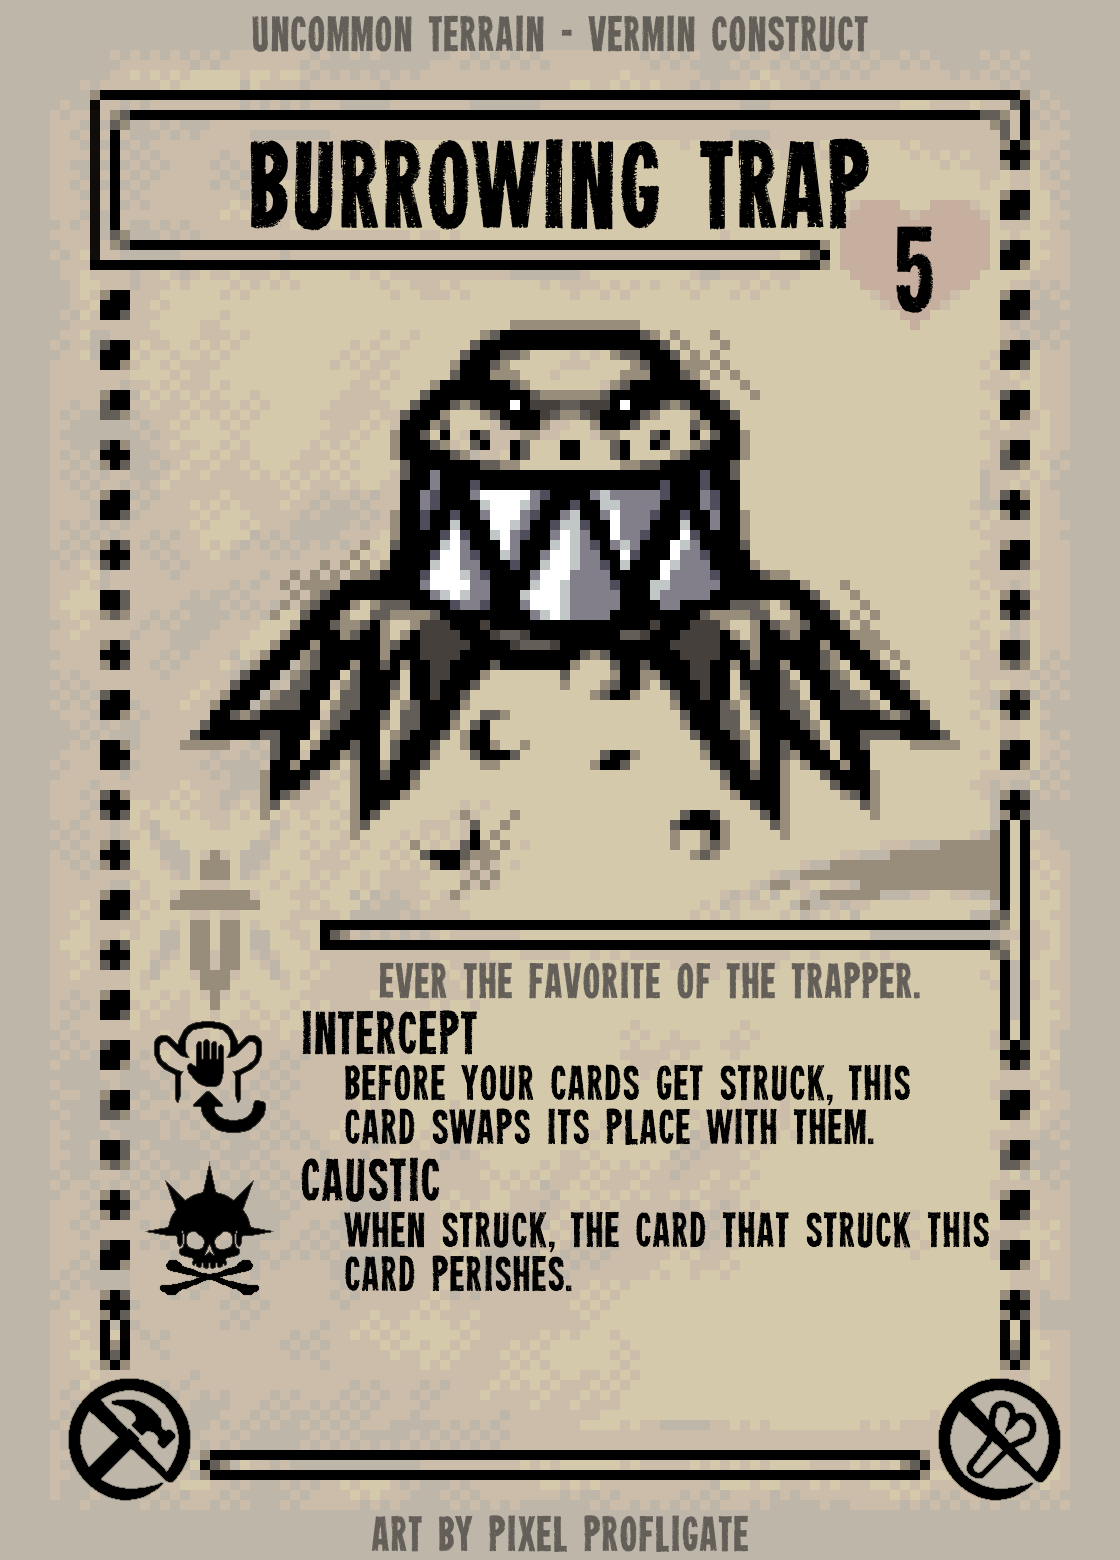 UNCOMMON TERRAIN - VERMIN CONSTRUCT
BURROWING TRAP
5
EVER THE FAVORITE OF THE TRAPPER.
INTERCEPT
BEFORE YOUR CARDS GET STRUCK, THIS
CARD SWAPS ITS PLACE WITH THEM.
CAUSTIC
WHEN STRUCK, THE CARD THAT STRUCK THIS
CARD PERISHES.
ART BY PIXEL PROFLIGATE